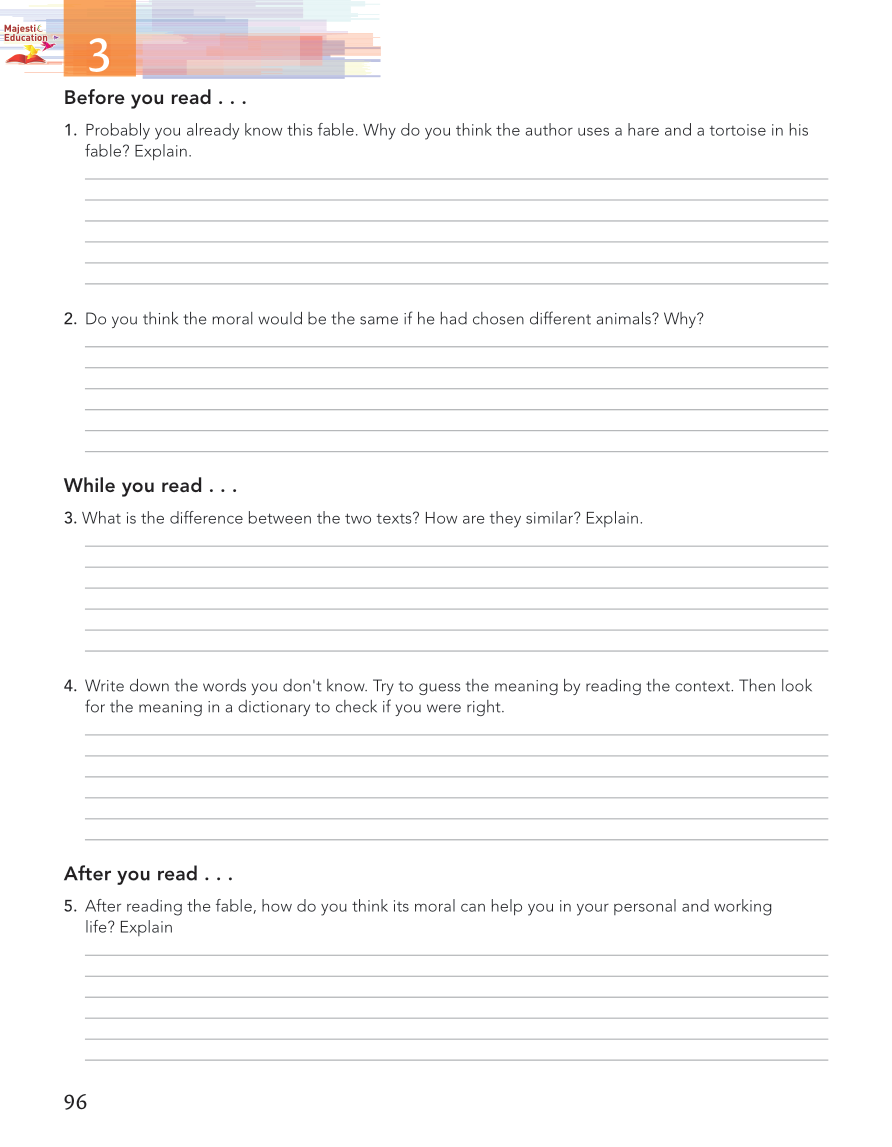 Majestic
Education
3
Before you read . . .
1. Probably you already know this fable. Why do you think the author uses a hare and a tortoise in his
fable? Explain.
2. Do you think the moral would be the same if he had chosen different animals? Why?
While you read . . .
3. What is the difference between the two texts? How are they similar? Explain.
4. Write down the words you don't know. Try to guess the meaning by reading the context. Then look
for the meaning in a dictionary to check if you were right.
After you read . . .
5. After reading the fable, how do you think its moral can help you in your personal and working
life? Explain
96